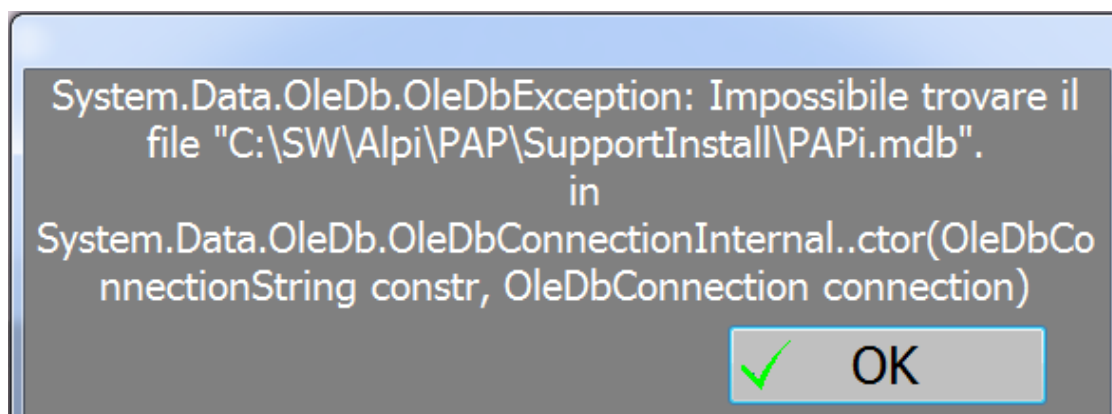 System.Data.OleDb.OleDbException: Impossibile trovare il
file "C:\SW\Alpi\PAP\SupportInstall\PAPi.mdb".
in
System.Data.OleDb.OleDbConnectionInternal..ctor(OleDbCo
nnectionString constr, OleDbConnection connection)
OK